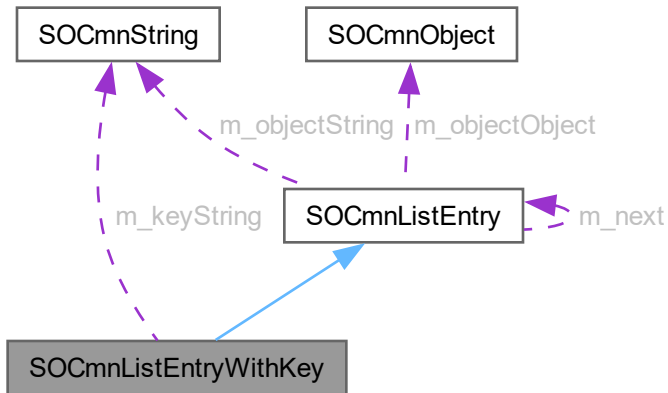 SOCmnString
SOCmnObject
m_objectString
m_objectObject
m_keyString
SOCmnListEntry
m_next
SOCmnListEntryWithKey